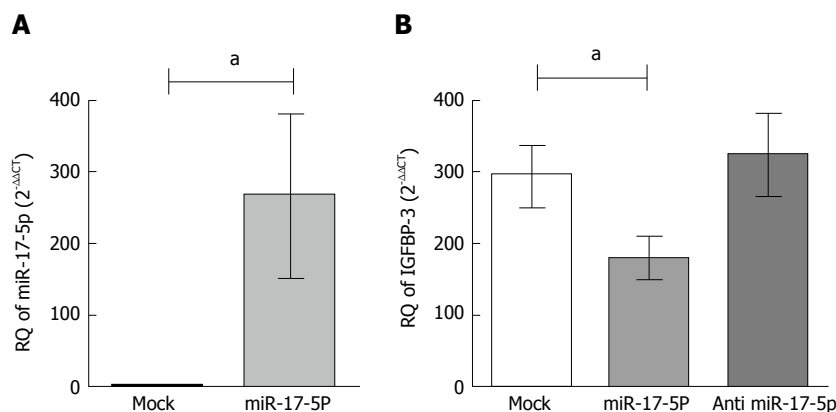 A
a
RQ of miR-17-5p (2-ΔΔCT)
400
300
200
100
0
Mock
miR-17-5P
B
a
RQ of IGFBP-3 (2-ΔΔCT)
400
300
200
100
0
Mock
miR-17-5P
Anti miR-17-5p